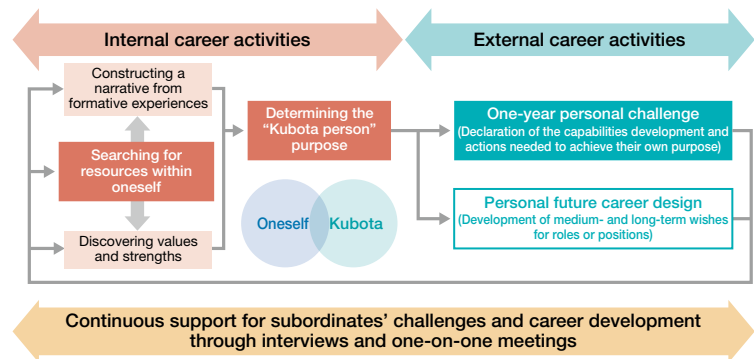 Internal career activities
External career activities
Constructing a
narrative from
formative experiences
Searching for
resources within
oneself
Discovering values
and strengths
Determining the
“Kubota person”
purpose
Oneself
Kubota
One-year personal challenge
(Declaration of the capabilities development and
actions needed to achieve their own purpose)
Personal future career design
(Development of medium- and long-term wishes
for roles or positions)
Continuous support for subordinates’ challenges and career development
through interviews and one-on-one meetings